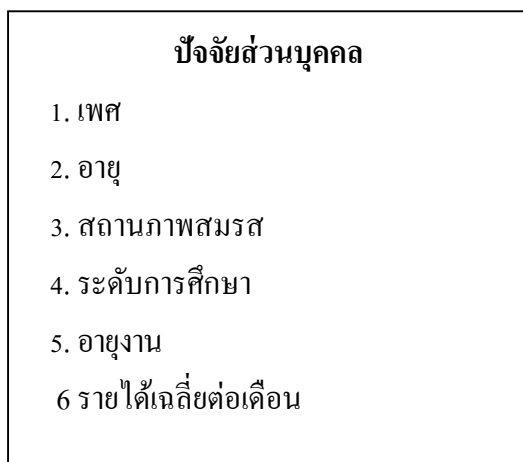 ปัจจัยส่วนบุคคล
1. เพศ
2. อายุ
3. สถานภาพสมรส
4. ระดับการศึกษา
5. อายุงาน
6 รายได้เฉลี่ยต่อเดือน